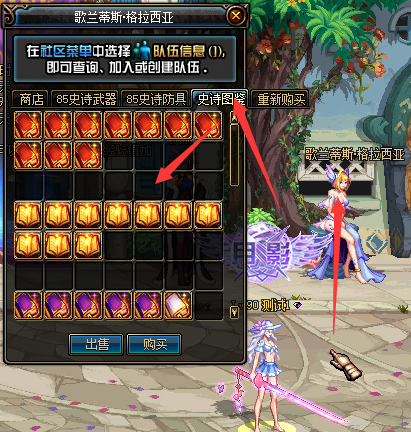 歌兰蒂斯·格拉西亚
在社区菜单中选择 队伍信息(I),
即可查询、加入或创建队伍.
商店 85史诗武器 85史诗防具 史诗图鉴 重新购买
歌兰蒂斯·格拉西亚
测试1
出售 购买